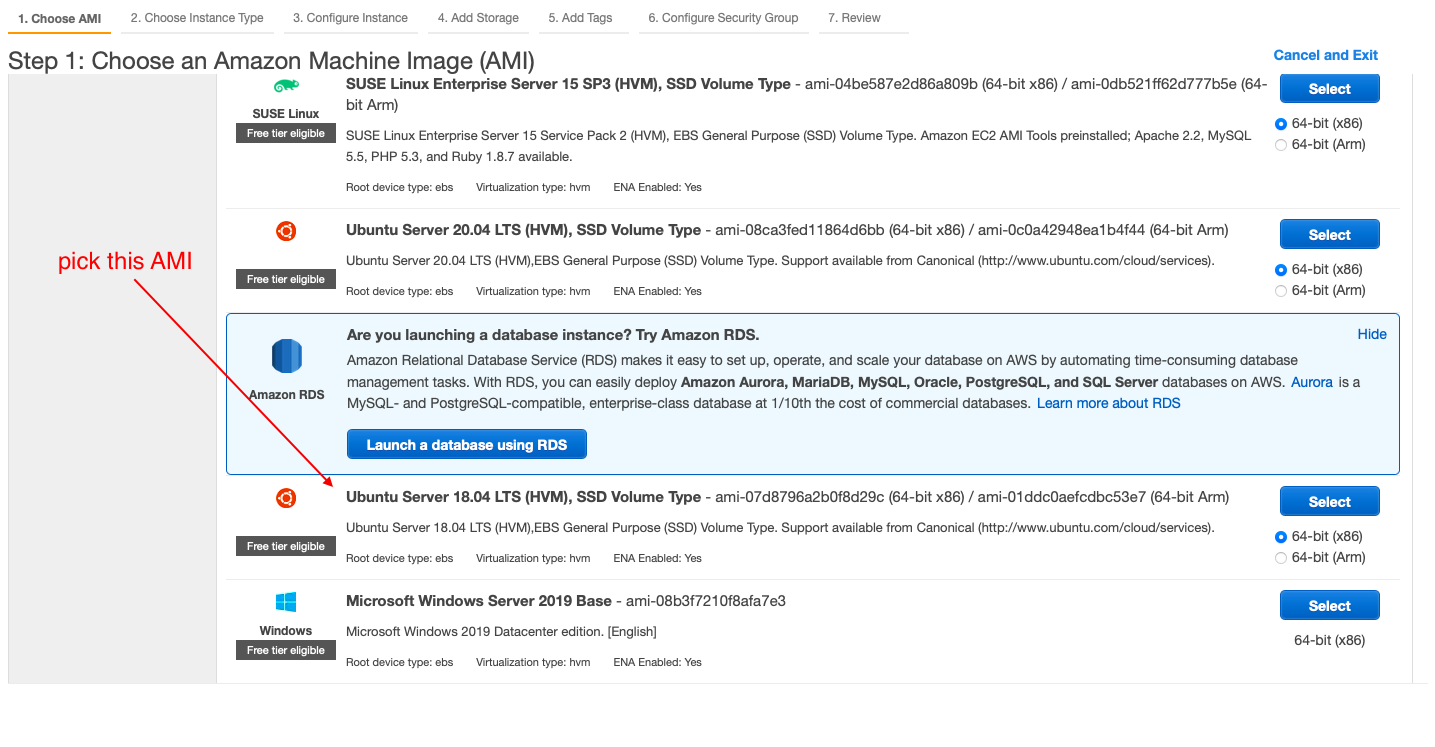 1. Choose AMI
2. Choose Instance Type
3. Configure Instance
4. Add Storage
5. Add Tags
6. Configure Security Group
7. Review
Step 1: Choose an Amazon Machine Image (AMI)
Cancel and Exit
SUSE Linux
Free tier eligible
SUSE Linux Enterprise Server 15 SP3 (HVM), SSD Volume Type - ami-04be587e2d86a809b (64-bit x86) / ami-0db521ff62d777b5e (64-
bit Arm)
SUSE Linux Enterprise Server 15 Service Pack 2 (HVM), EBS General Purpose (SSD) Volume Type. Amazon EC2 AMI Tools preinstalled; Apache 2.2, MySQL
5.5, PHP 5.3, and Ruby 1.8.7 available.
Root device type: ebs Virtualization type: hvm ENA Enabled: Yes
Select
64-bit (x86)
64-bit (Arm)
pick this AMI
Free tier eligible
Ubuntu Server 20.04 LTS (HVM), SSD Volume Type - ami-08ca3fed11864d6bb (64-bit x86) / ami-0c0a42948ea1b4f44 (64-bit Arm)
Ubuntu Server 20.04 LTS (HVM),EBS General Purpose (SSD) Volume Type. Support available from Canonical (http://www.ubuntu.com/cloud/services).
Root device type: ebs Virtualization type: hvm ENA Enabled: Yes
Select
64-bit (x86)
64-bit (Arm)
Amazon RDS
Are you launching a database instance? Try Amazon RDS.
Hide
Amazon Relational Database Service (RDS) makes it easy to set up, operate, and scale your database on AWS by automating time-consuming database
management tasks. With RDS, you can easily deploy Amazon Aurora, MariaDB, MySQL, Oracle, PostgreSQL, and SQL Server databases on AWS. Aurora is a
MySQL- and PostgreSQL-compatible, enterprise-class database at 1/10th the cost of commercial databases. Learn more about RDS
Launch a database using RDS
Free tier eligible
Ubuntu Server 18.04 LTS (HVM), SSD Volume Type - ami-07d8796a2b0f8d29c (64-bit x86) / ami-01ddc0aefcdbc53e7 (64-bit Arm)
Ubuntu Server 18.04 LTS (HVM),EBS General Purpose (SSD) Volume Type. Support available from Canonical (http://www.ubuntu.com/cloud/services).
Root device type: ebs Virtualization type: hvm ENA Enabled: Yes
Select
64-bit (x86)
64-bit (Arm)
Windows
Free tier eligible
Microsoft Windows Server 2019 Base - ami-08b3f7210f8afa7e3
Microsoft Windows 2019 Datacenter edition. [English]
Root device type: ebs Virtualization type: hvm ENA Enabled: Yes
Select
64-bit (x86)